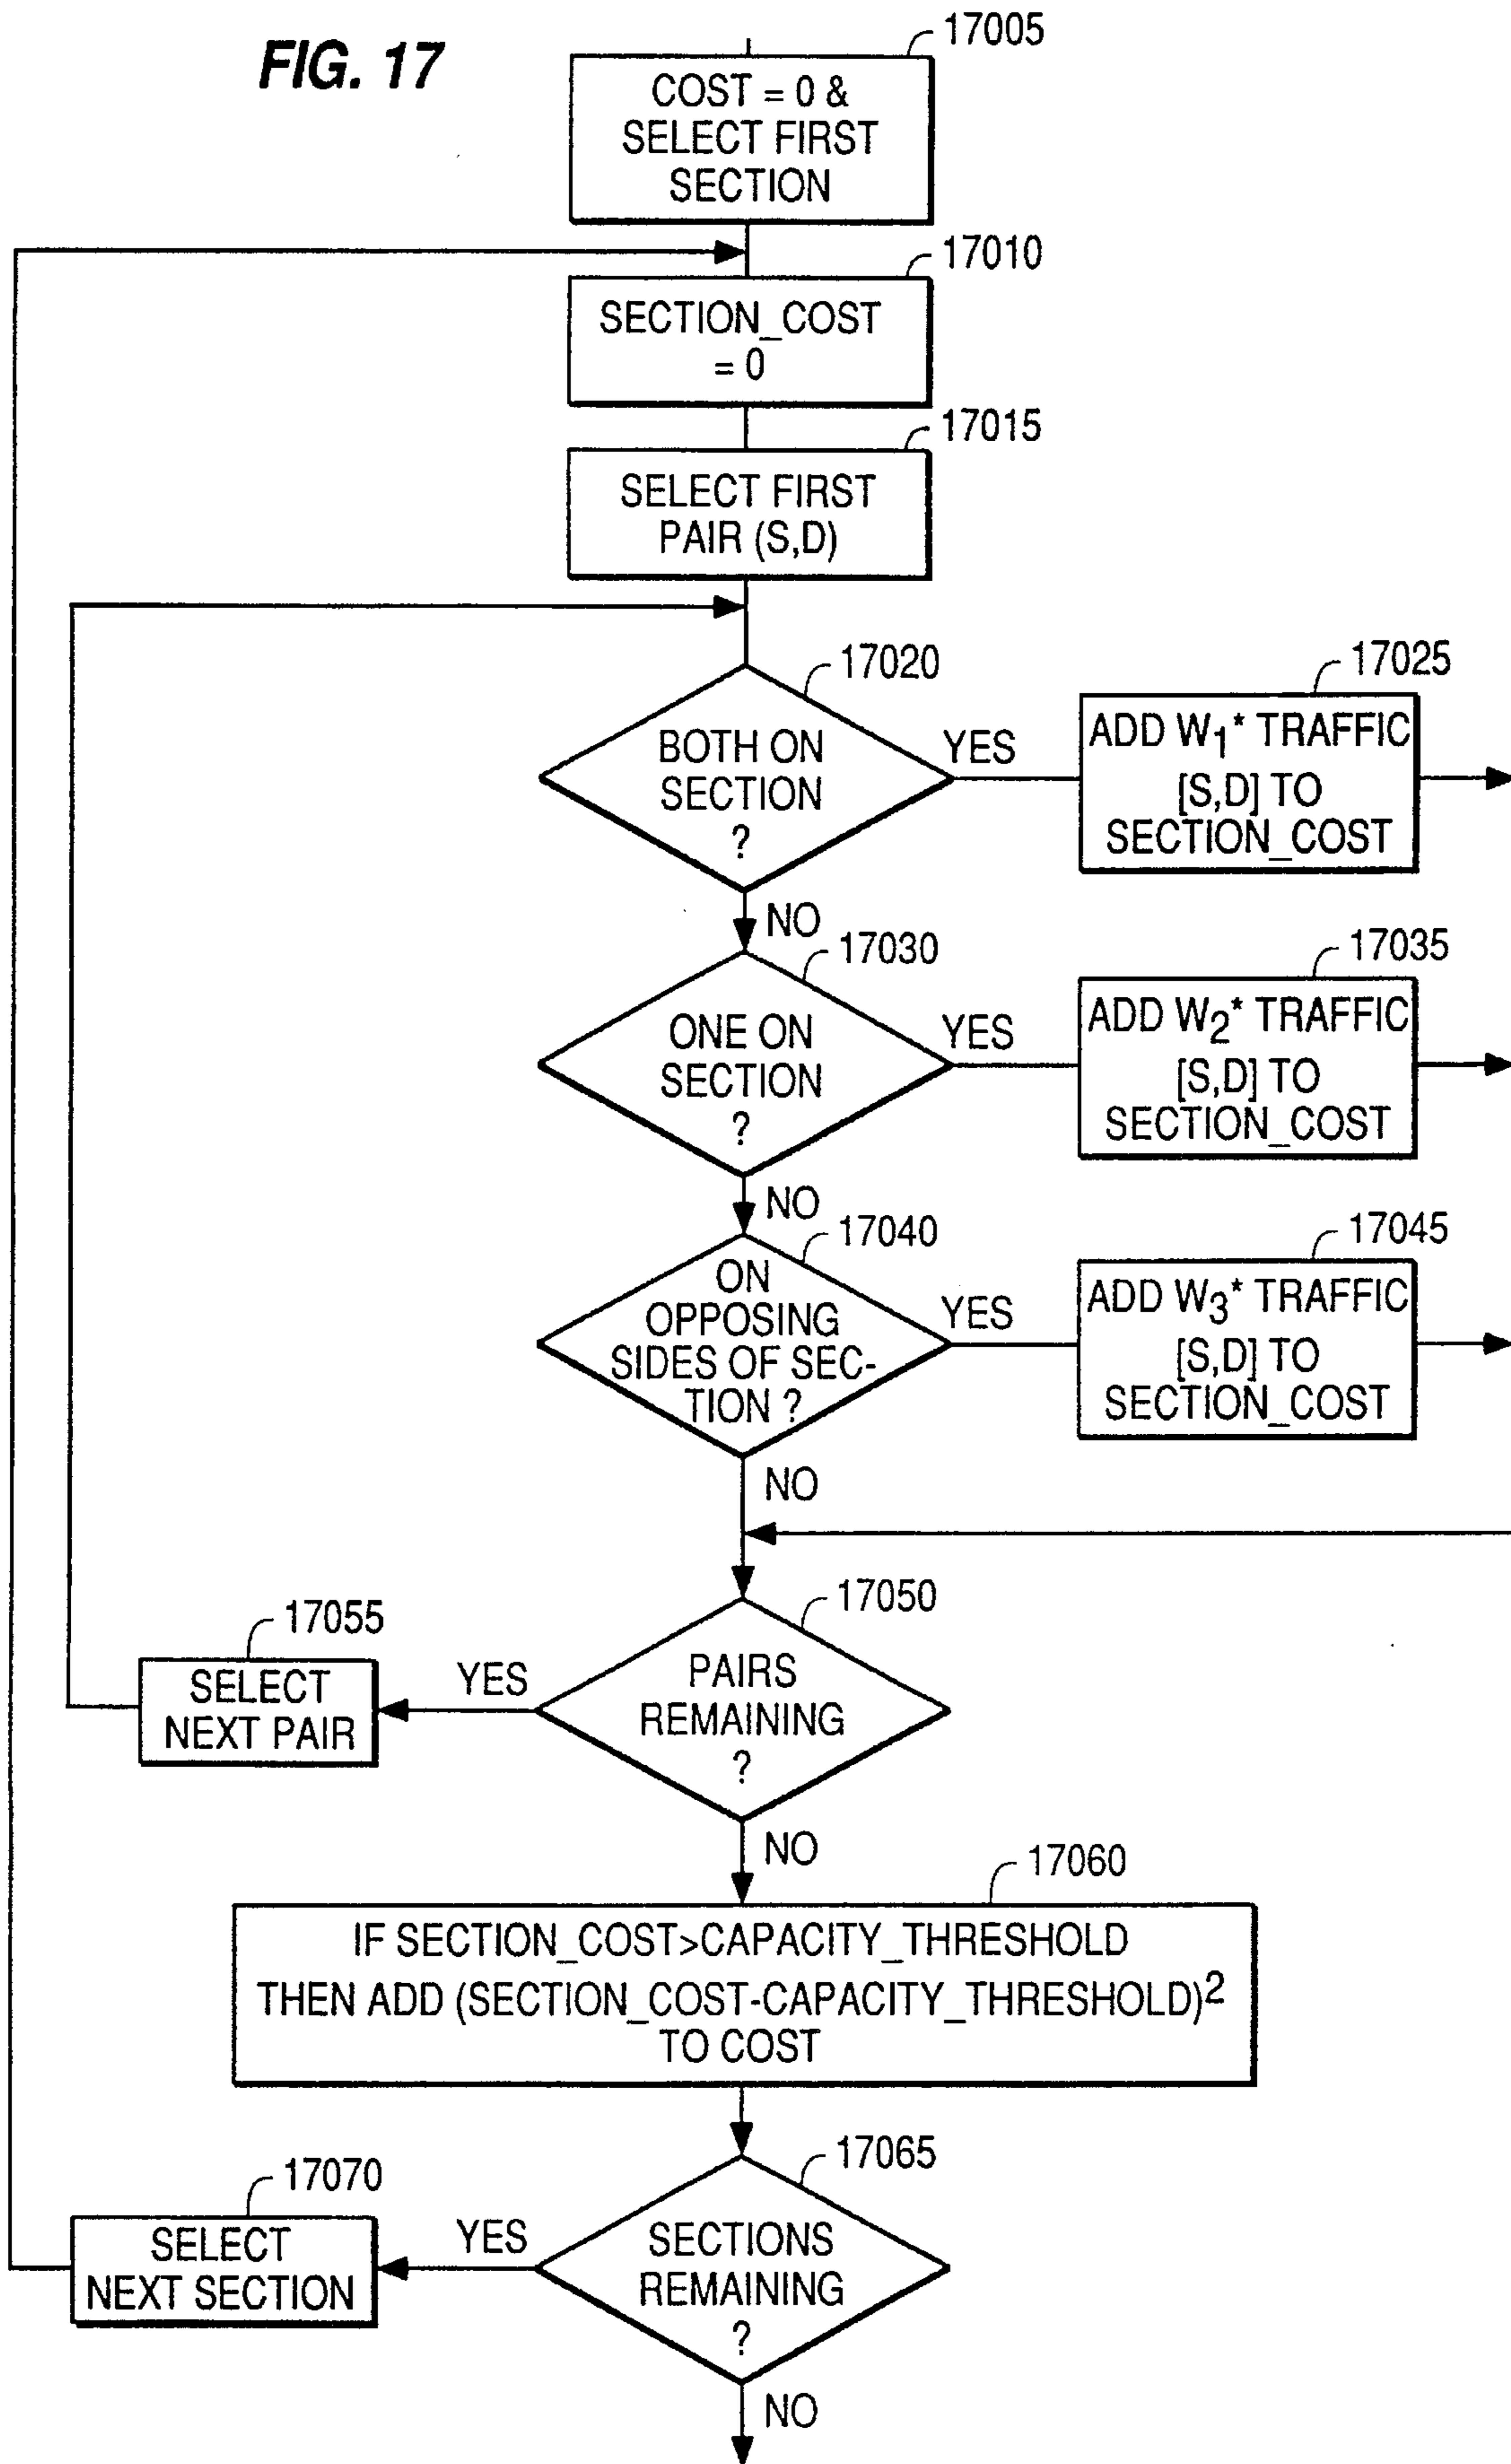 FIG. 17
17005
COST = 0 &
SELECT FIRST
SECTION
17010
SECTION_COST
= 0
17015
SELECT FIRST
PAIR (S,D)
17020
BOTH ON
SECTION
?
YES
17025
ADD W1* TRAFFIC
[S,D] TO
SECTION_COST
NO
17030
ONE ON
SECTION
?
YES
17035
ADD W2* TRAFFIC
[S,D] TO
SECTION_COST
NO
17040
ON
OPPOSING
SIDES OF SEC-
TION ?
YES
17045
ADD W3* TRAFFIC
[S,D] TO
SECTION_COST
NO
17050
PAIRS
REMAINING
?
YES
17055
SELECT
NEXT PAIR
NO
17060
IF SECTION_COST>CAPACITY_THRESHOLD
THEN ADD (SECTION_COST-CAPACITY_THRESHOLD)2
TO COST
17065
SECTIONS
REMAINING
?
YES
17070
SELECT
NEXT SECTION
NO